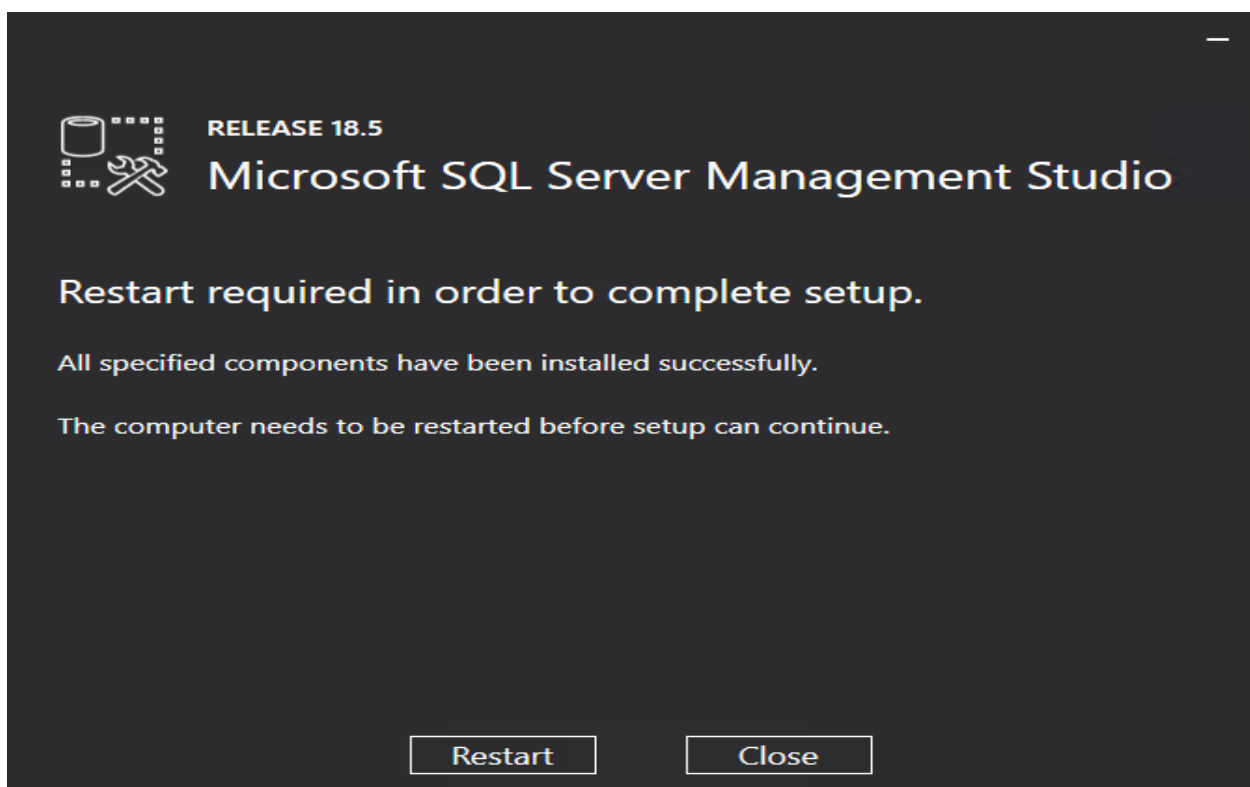 RELEASE 18.5
Microsoft SQL Server Management Studio
Restart required in order to complete setup.
All specified components have been installed successfully.
The computer needs to be restarted before setup can continue.
Restart
Close